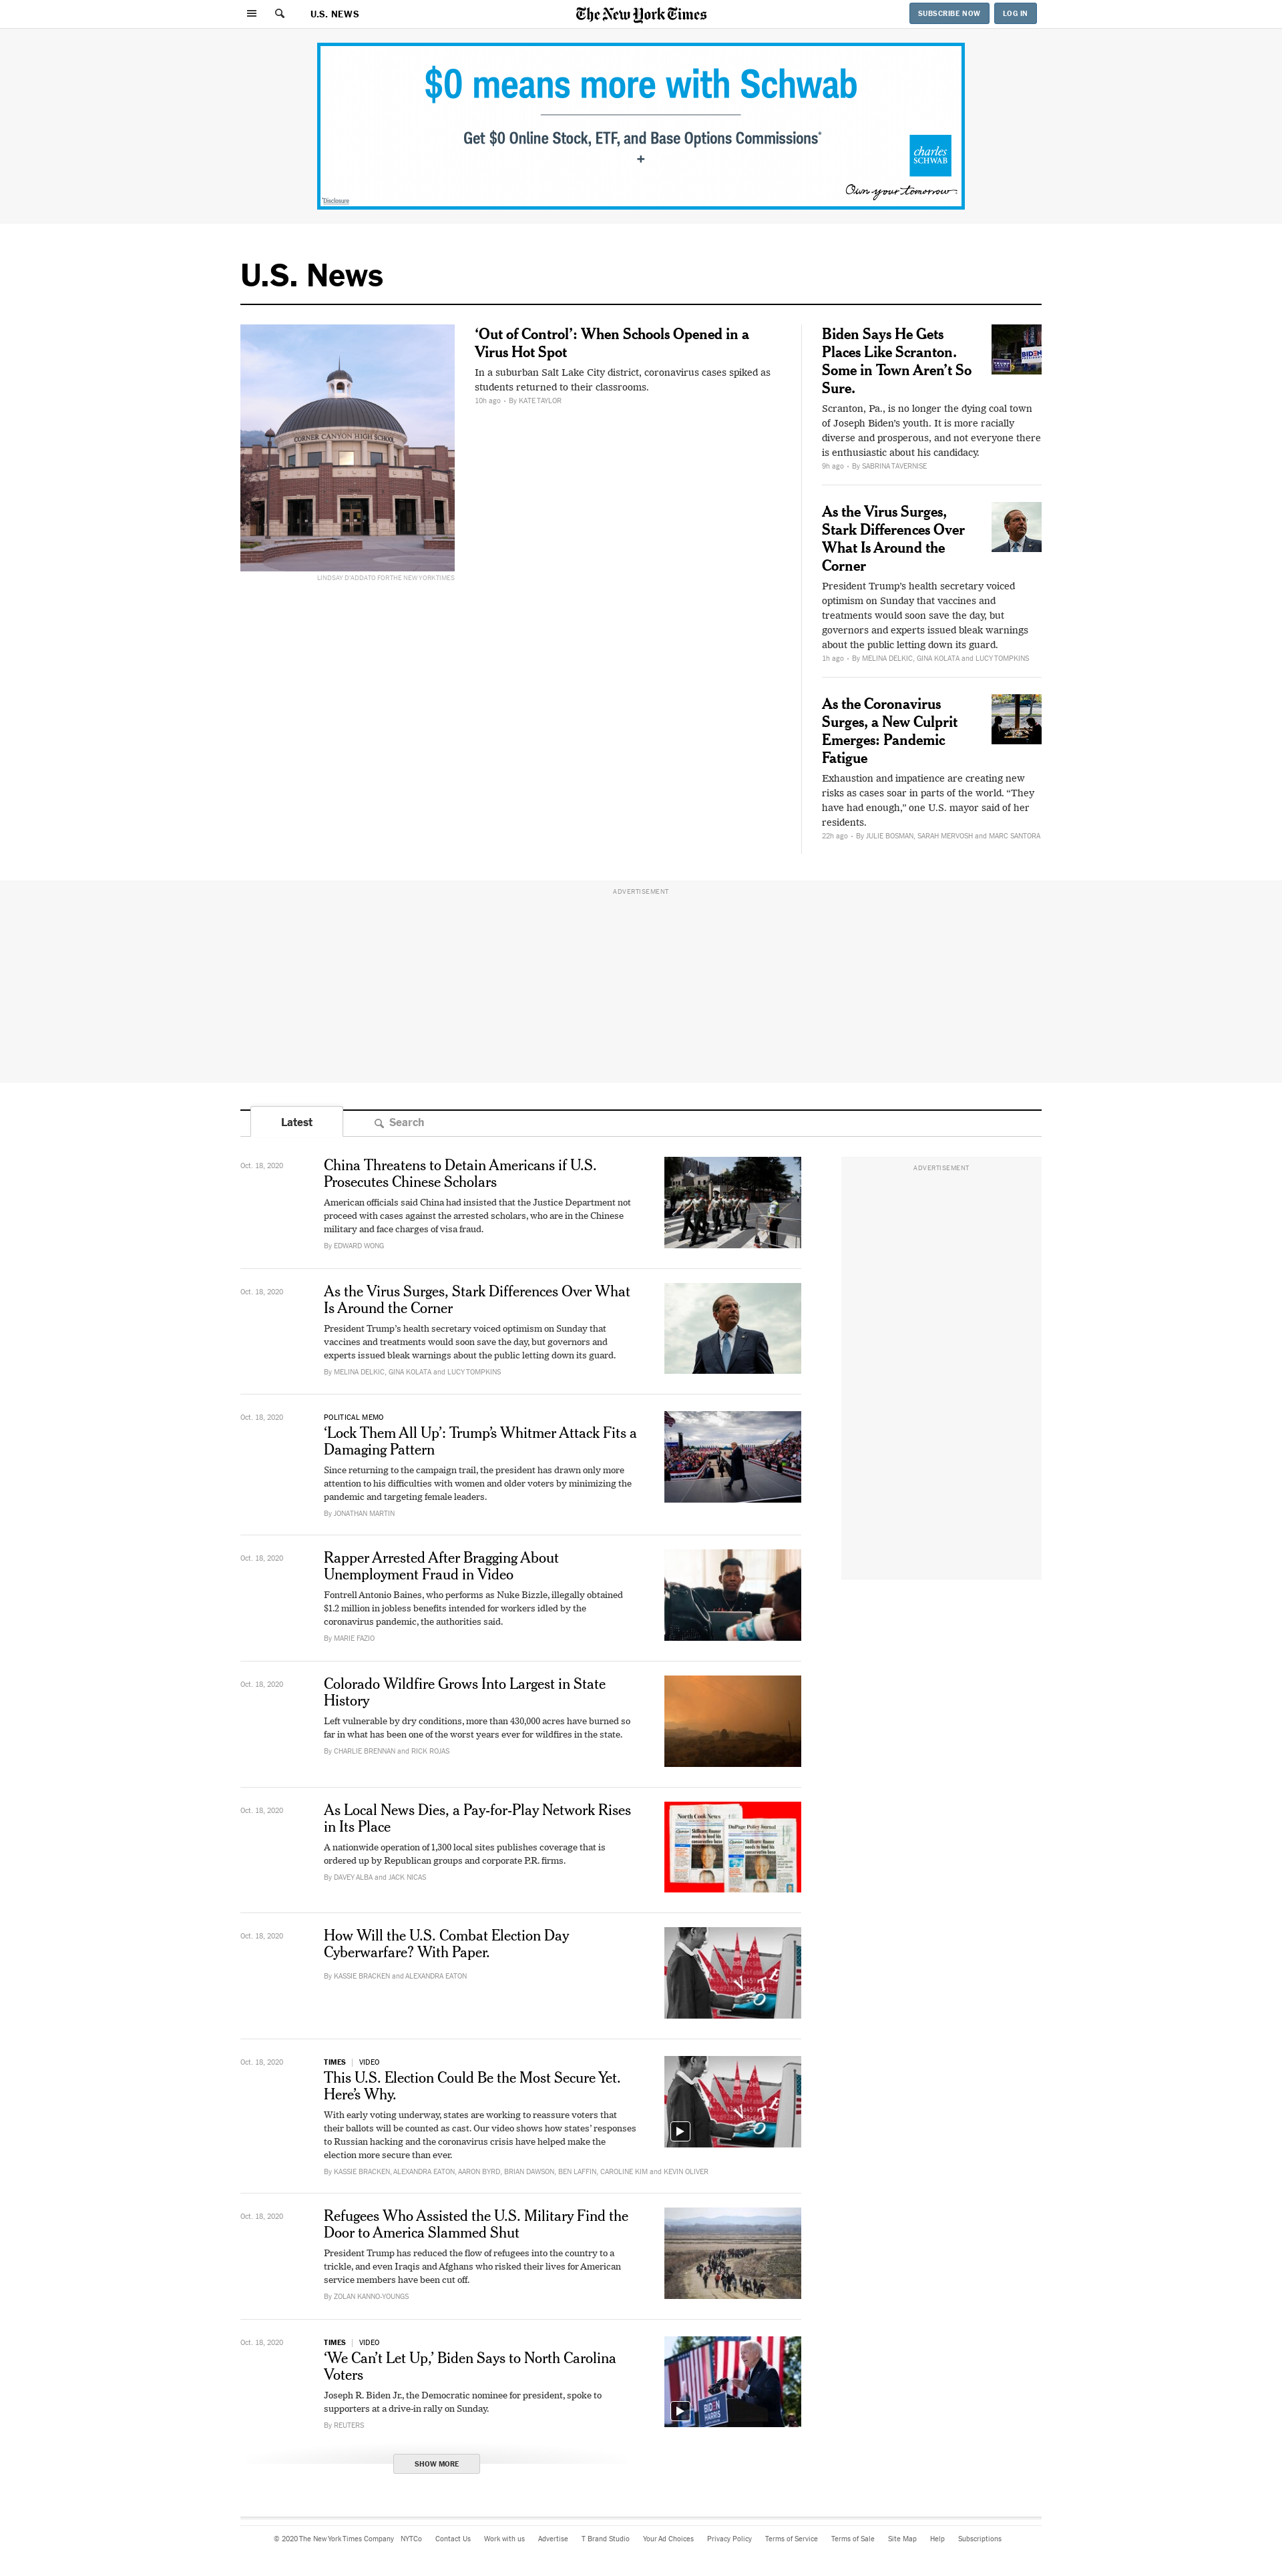 U.S. NEWS
The New York Times
SUBSCRIBE NOW
LOG IN
$0 means more with Schwab
Get $0 Online Stock, ETF, and Base Options Commissions*
+
charles
SCHWAB
Own your tomorrow
*Disclosure
U.S. News
CORNER CANYON HIGH SCHOOL
LINDSAY D'ADDATO FOR THE NEW YORK TIMES
‘Out of Control’: When Schools Opened in a
Virus Hot Spot
In a suburban Salt Lake City district, coronavirus cases spiked as
students returned to their classrooms.
10h ago • By KATE TAYLOR
Biden Says He Gets
Places Like Scranton.
Some in Town Aren’t So
Sure.
Scranton, Pa., is no longer the dying coal town
of Joseph Biden’s youth. It is more racially
diverse and prosperous, and not everyone there
is enthusiastic about his candidacy.
9h ago • By SABRINA TAVERNISE
As the Virus Surges,
Stark Differences Over
What Is Around the
Corner
President Trump’s health secretary voiced
optimism on Sunday that vaccines and
treatments would soon save the day, but
governors and experts issued bleak warnings
about the public letting down its guard.
1h ago • By MELINA DELKIC, GINA KOLATA and LUCY TOMPKINS
As the Coronavirus
Surges, a New Culprit
Emerges: Pandemic
Fatigue
Exhaustion and impatience are creating new
risks as cases soar in parts of the world. “They
have had enough,” one U.S. mayor said of her
residents.
22h ago • By JULIE BOSMAN, SARAH MERVOSH and MARC SANTORA
ADVERTISEMENT
Latest
Search
ADVERTISEMENT
Oct. 18, 2020
China Threatens to Detain Americans if U.S.
Prosecutes Chinese Scholars
American officials said China had insisted that the Justice Department not
proceed with cases against the arrested scholars, who are in the Chinese
military and face charges of visa fraud.
By EDWARD WONG
Oct. 18, 2020
As the Virus Surges, Stark Differences Over What
Is Around the Corner
President Trump’s health secretary voiced optimism on Sunday that
vaccines and treatments would soon save the day, but governors and
experts issued bleak warnings about the public letting down its guard.
By MELINA DELKIC, GINA KOLATA and LUCY TOMPKINS
Oct. 18, 2020
POLITICAL MEMO
‘Lock Them All Up’: Trump’s Whitmer Attack Fits a
Damaging Pattern
Since returning to the campaign trail, the president has drawn only more
attention to his difficulties with women and older voters by minimizing the
pandemic and targeting female leaders.
By JONATHAN MARTIN
Oct. 18, 2020
Rapper Arrested After Bragging About
Unemployment Fraud in Video
Fontrell Antonio Baines, who performs as Nuke Bizzle, illegally obtained
$1.2 million in jobless benefits intended for workers idled by the
coronavirus pandemic, the authorities said.
By MARIE FAZIO
Oct. 18, 2020
Colorado Wildfire Grows Into Largest in State
History
Left vulnerable by dry conditions, more than 430,000 acres have burned so
far in what has been one of the worst years ever for wildfires in the state.
By CHARLIE BRENNAN and RICK ROJAS
Oct. 18, 2020
As Local News Dies, a Pay-for-Play Network Rises
in Its Place
A nationwide operation of 1,300 local sites publishes coverage that is
ordered up by Republican groups and corporate P.R. firms.
By DAVEY ALBA and JACK NICAS
North Cook News
DuPage Policy Journal
Oct. 18, 2020
How Will the U.S. Combat Election Day
Cyberwarfare? With Paper.
By KASSIE BRACKEN and ALEXANDRA EATON
VOTE
Oct. 18, 2020
TIMES | VIDEO
This U.S. Election Could Be the Most Secure Yet.
Here’s Why.
With early voting underway, states are working to reassure voters that
their ballots will be counted as cast. Our video shows how states’ responses
to Russian hacking and the coronavirus crisis have helped make the
election more secure than ever.
By KASSIE BRACKEN, ALEXANDRA EATON, AARON BYRD, BRIAN DAWSON, BEN LAFFIN, CAROLINE KIM and KEVIN OLIVER
VOTE
Oct. 18, 2020
Refugees Who Assisted the U.S. Military Find the
Door to America Slammed Shut
President Trump has reduced the flow of refugees into the country to a
trickle, and even Iraqis and Afghans who risked their lives for American
service members have been cut off.
By ZOLAN KANNO-YOUNGS
Oct. 18, 2020
TIMES | VIDEO
‘We Can’t Let Up,’ Biden Says to North Carolina
Voters
Joseph R. Biden Jr., the Democratic nominee for president, spoke to
supporters at a drive-in rally on Sunday.
By REUTERS
BIDEN
HARRIS
SHOW MORE
© 2020 The New York Times Company NYTCo Contact Us Work with us Advertise T Brand Studio Your Ad Choices Privacy Policy Terms of Service Terms of Sale Site Map Help Subscriptions